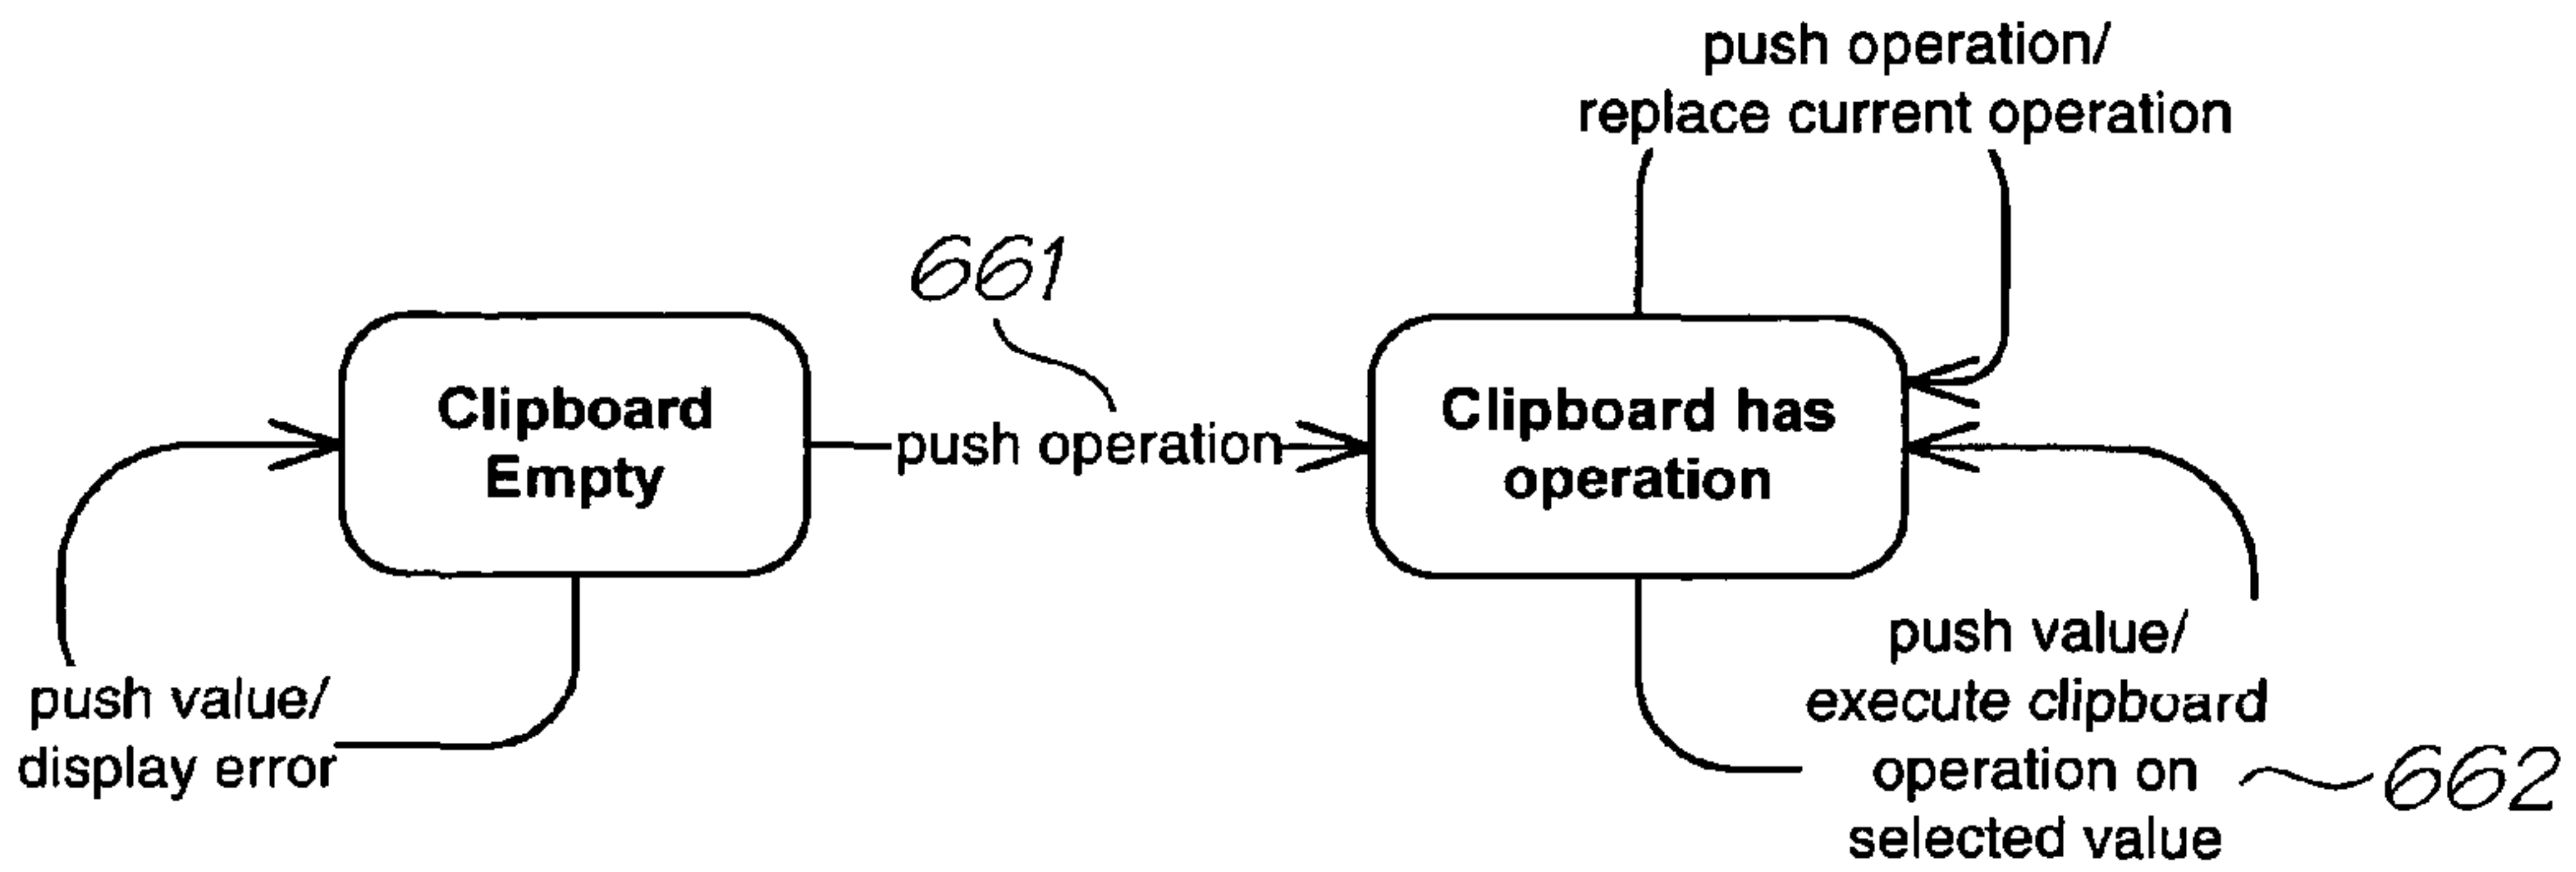 push operation/
replace current operation
661
Clipboard
Empty
push operation
Clipboard has
operation
push value/
display error
push value/
execute clipboard
operation on
selected value
662